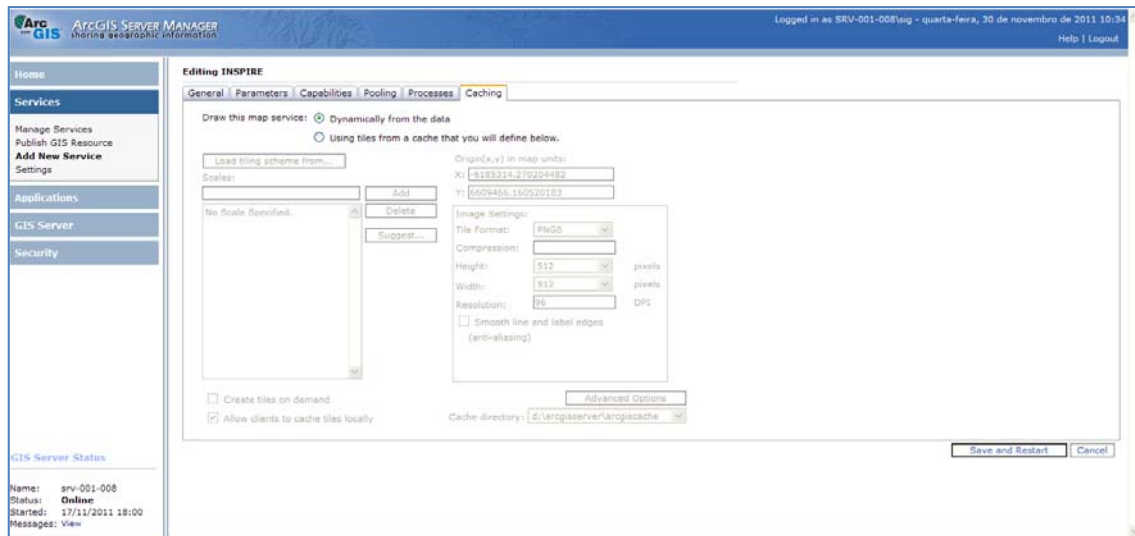 Arc GIS ArcGIS Server Manager
sharing geographic information
Logged in as SRV-001-008\sig - quarta-feira, 30 de novembro de 2011 10:34
Help | Logout
Home
Services
Manage Services
Publish GIS Resource
Add New Service
Settings
Applications
GIS Server
Security
GIS Server Status
Name: srv-001-008
Status: Online
Started: 17/11/2011 18:00
Messages: View
Editing INSPIRE
General Parameters Capabilities Pooling Processes Caching
Draw this map service: Dynamically from the data
Using tiles from a cache that you will define below.
Load tiling scheme from...
Scales:
Add
No Scale Specified.
Delete
Suggest...
Origin(x,y) in map units:
X: -6185314.270204482
Y: 6609466.160520183
Image Settings:
Tile Format: PNG8
Compression:
Height: 512 pixels
Width: 512 pixels
Resolution: 96 DPI
Smooth line and label edges
(anti-aliasing)
Create tiles on demand
Allow clients to cache tiles locally
Advanced Options
Cache directory: d:\arcgisserver\arcgiscache
Save and Restart Cancel